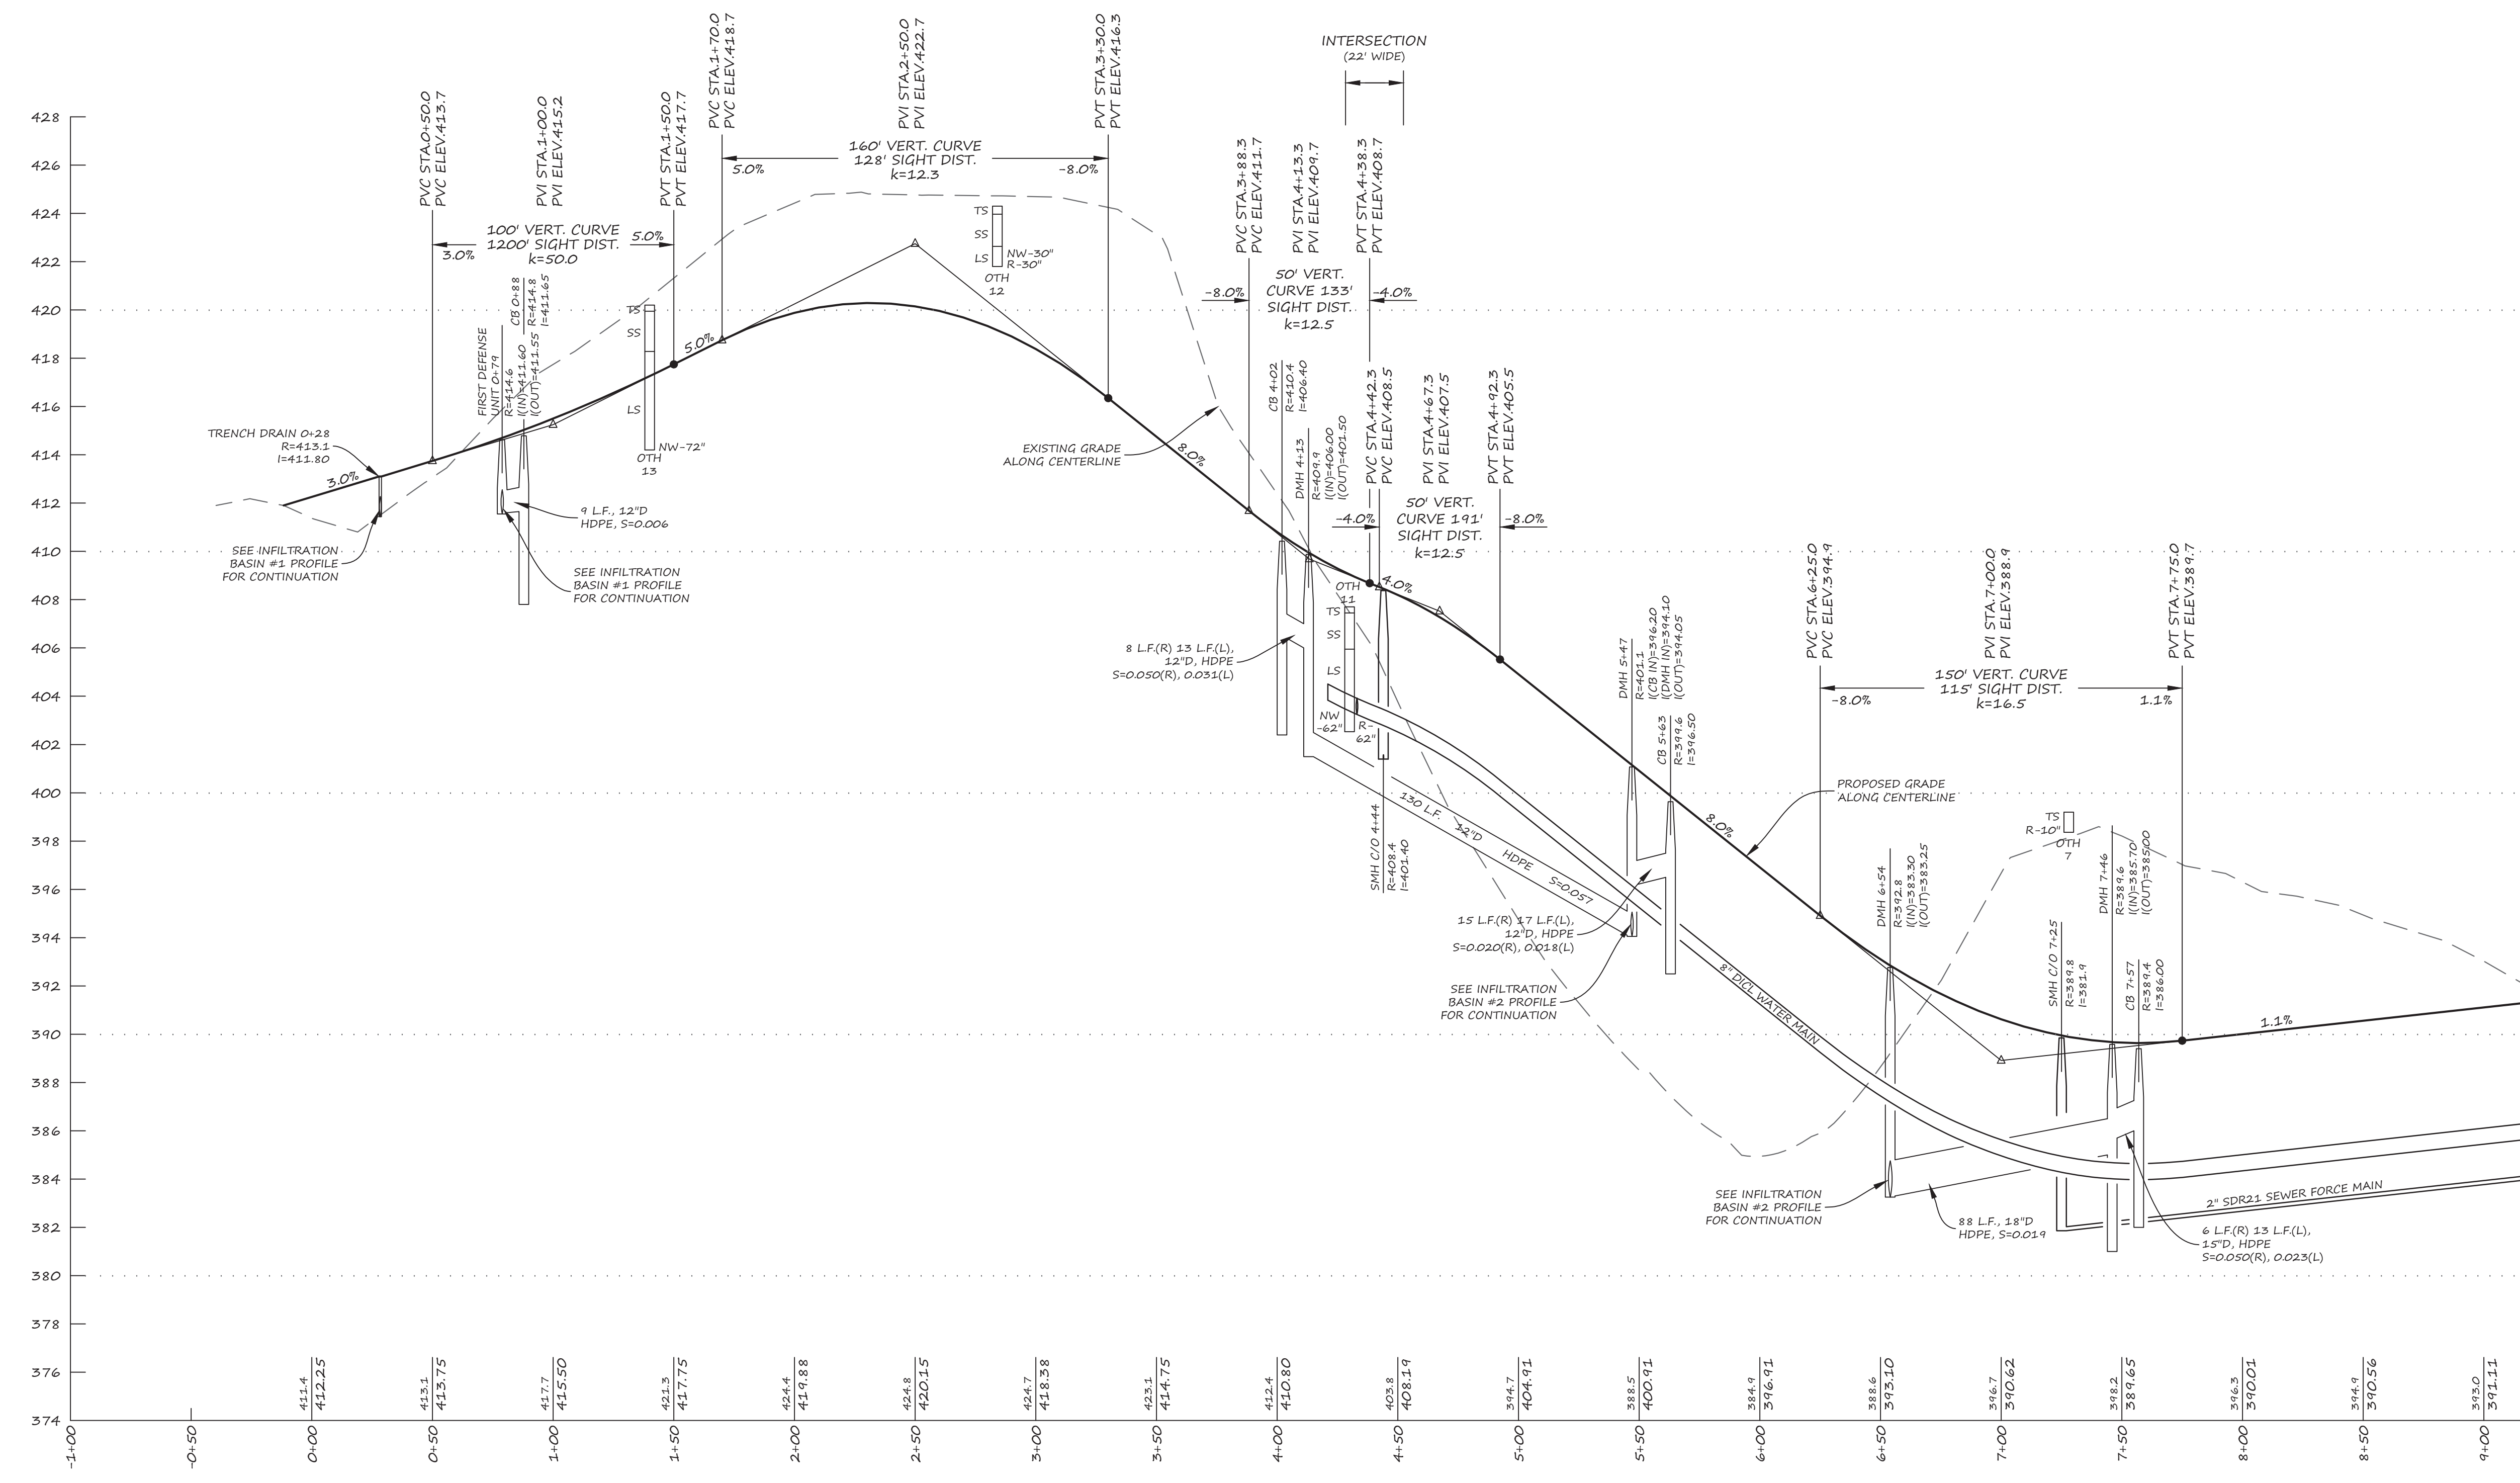 INTERSECTION
(22' WIDE)
PVC STA.0+50.0
PVC ELEV.413.7
PVI STA.1+00.0
PVI ELEV.415.2
PVT STA.1+50.0
PVT ELEV.417.7
PVC STA.1+70.0
PVC ELEV.418.7
PVI STA.2+50.0
PVI ELEV.422.7
PVT STA.3+30.0
PVT ELEV.416.3
160' VERT. CURVE
128' SIGHT DIST.
k=12.3
5.0%
-8.0%
100' VERT. CURVE
1200' SIGHT DIST.
k=50.0
3.0%
5.0%
PVC STA.3+88.3
PVC ELEV.411.7
PVI STA.4+13.3
PVI ELEV.409.7
PVT STA.4+38.3
PVT ELEV.408.7
50' VERT.
CURVE 133'
SIGHT DIST.
k=12.5
-8.0%
-4.0%
PVC STA.4+42.3
PVC ELEV.408.5
PVI STA.4+67.3
PVI ELEV.407.5
PVT STA.4+92.3
PVT ELEV.405.5
50' VERT.
CURVE 191'
SIGHT DIST.
k=12.5
-4.0%
-8.0%
PVC STA.6+25.0
PVC ELEV.394.9
PVI STA.7+00.0
PVI ELEV.388.9
PVT STA.7+75.0
PVT ELEV.389.7
150' VERT. CURVE
115' SIGHT DIST.
k=16.5
-8.0%
1.1%
TRENCH DRAIN 0+28
R=413.1
I=411.80
3.0%
SEE INFILTRATION
BASIN #1 PROFILE
FOR CONTINUATION
FIRST DEFENSE
UNIT 0+79
R=414.6
I(IN)=411.60
I(OUT)=411.55
CB 0+88
R=414.8
I=411.65
9 L.F., 12"D
HDPE, S=0.006
SEE INFILTRATION
BASIN #1 PROFILE
FOR CONTINUATION
TS
SS
LS
NW-72"
OTH
13
5.0%
TS
SS
LS
NW-30"
R-30"
OTH
12
EXISTING GRADE
ALONG CENTERLINE
8.0%
CB 4+02
R=410.4
I=406.40
DMH 4+13
R=409.9
I(IN)=406.00
I(OUT)=401.50
8 L.F.(R) 13 L.F.(L),
12"D, HDPE
S=0.050(R), 0.031(L)
OTH
11
TS
SS
LS
NW
-62"
R-
62"
4.0%
SMH C/O 4+44
R=408.4
I=401.40
130 L.F. 12"D HDPE S=0.057
DMH 5+47
R=401.1
I(CB IN)=396.20
I(DMH IN)=394.10
I(OUT)=394.05
CB 5+63
R=399.6
I=396.50
15 L.F.(R) 17 L.F.(L),
12"D, HDPE
S=0.020(R), 0.018(L)
SEE INFILTRATION
BASIN #2 PROFILE
FOR CONTINUATION
8.0%
PROPOSED GRADE
ALONG CENTERLINE
8" DICL WATER MAIN
DMH 6+54
R=392.8
I(IN)=383.30
I(OUT)=383.25
SEE INFILTRATION
BASIN #2 PROFILE
FOR CONTINUATION
88 L.F., 18"D
HDPE, S=0.019
TS
R-10"
OTH
7
SMH C/O 7+25
R=389.8
I=381.9
DMH 7+46
R=389.6
I(IN)=385.70
I(OUT)=385.00
CB 7+57
R=389.4
I=386.00
1.1%
2" SDR21 SEWER FORCE MAIN
6 L.F.(R) 13 L.F.(L),
15"D, HDPE
S=0.050(R), 0.023(L)
428
426
424
422
420
418
416
414
412
410
408
406
404
402
400
398
396
394
392
390
388
386
384
382
380
378
376
374
411.4
412.25
413.1
413.75
417.7
415.50
421.3
417.75
424.4
419.88
424.8
420.15
424.7
418.38
423.1
414.75
412.4
410.80
403.8
408.19
394.7
404.91
388.5
400.91
384.9
396.91
388.6
393.10
396.7
390.62
398.2
389.65
396.3
390.01
394.9
390.56
393.0
391.11
-1+00
-0+50
0+00
0+50
1+00
1+50
2+00
2+50
3+00
3+50
4+00
4+50
5+00
5+50
6+00
6+50
7+00
7+50
8+00
8+50
9+00